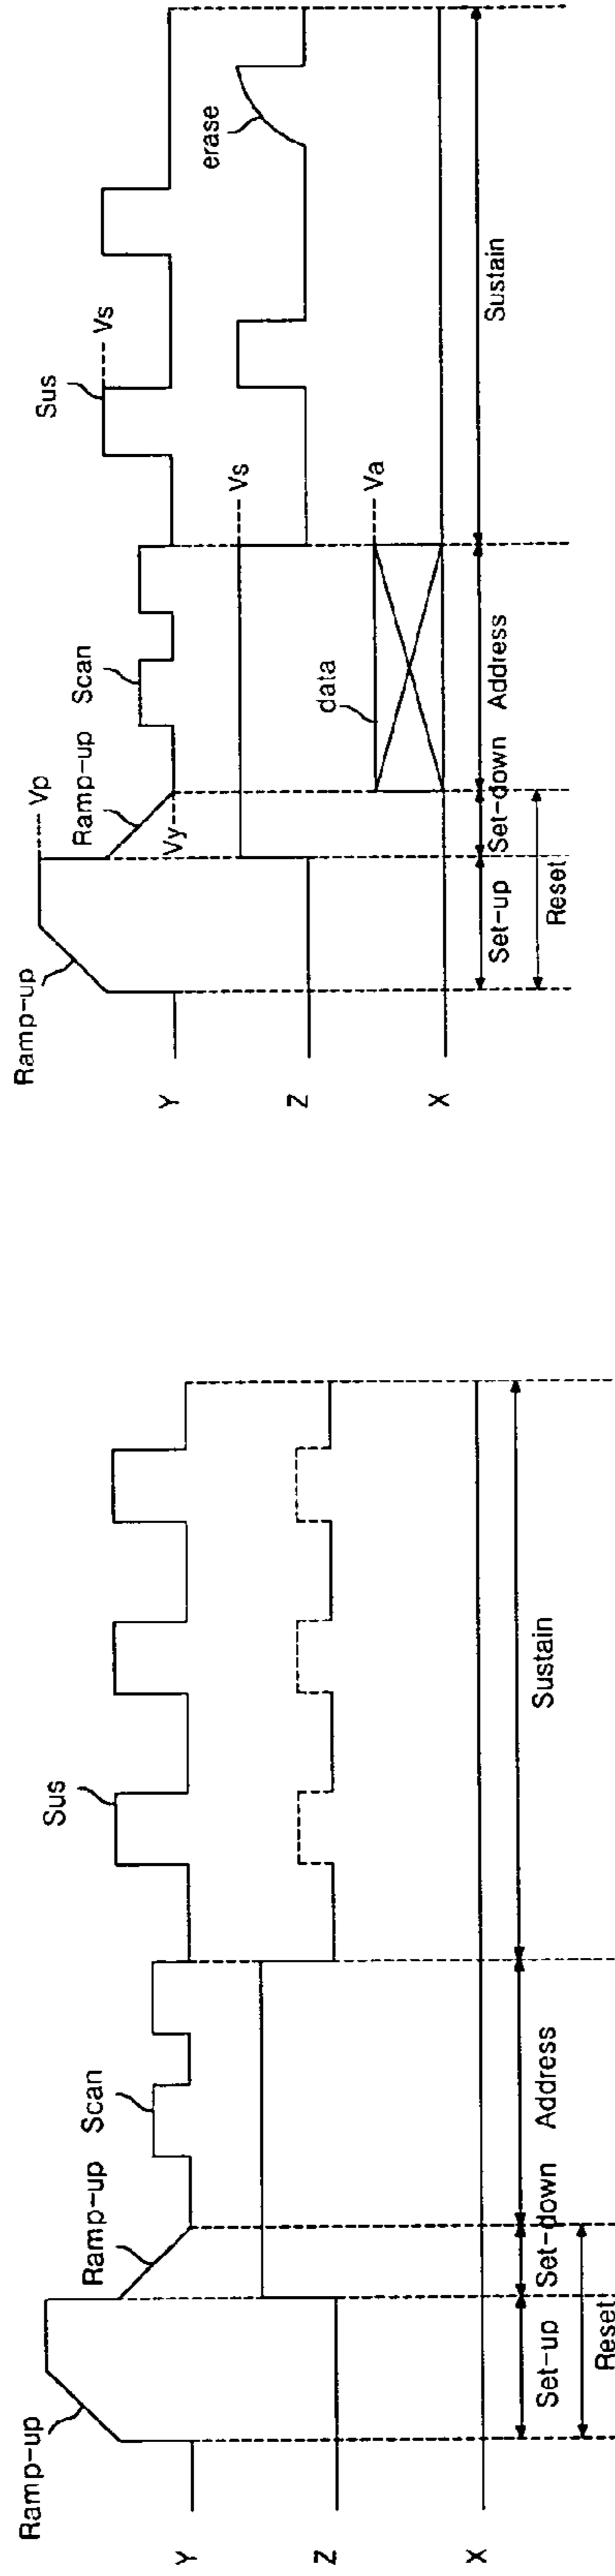 Ramp-up
Ramp-up
Scan
Sus
Y
Z
X
Set-up
Set-down
Address
Sustain
Reset
Ramp-up
Vp
Ramp-up
Scan
Sus
Vs
Vy
Y
Vs
erase
Z
data
Va
X
Set-up
Set-down
Address
Sustain
Reset